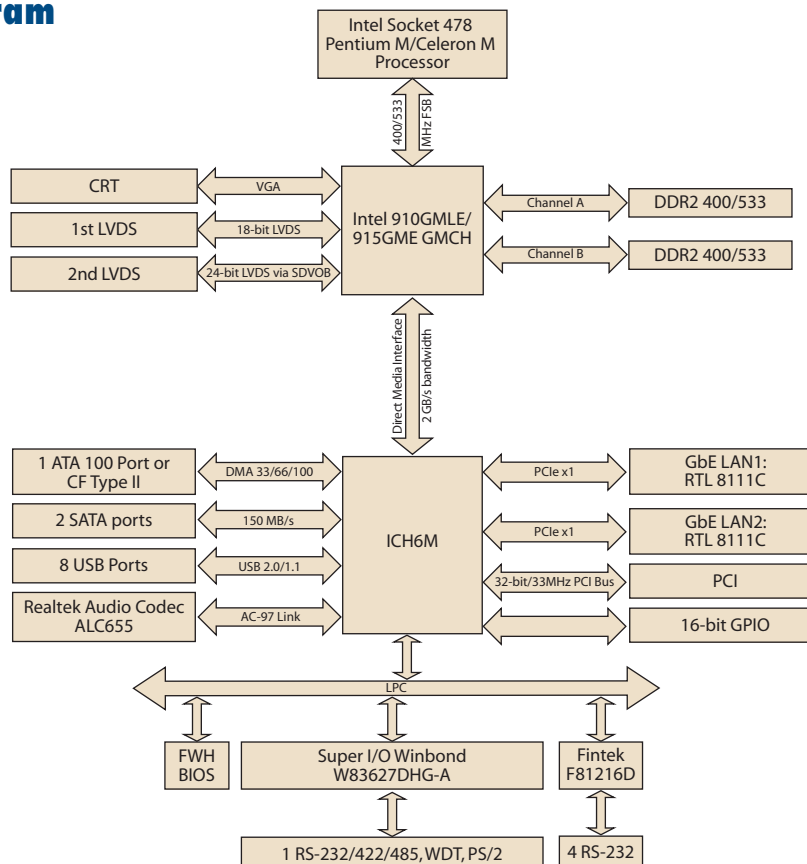 ram
Intel Socket 478
Pentium M/Celeron M
Processor
400/533
MHz FSB
CRT
VGA
1st LVDS
18-bit LVDS
2nd LVDS
24-bit LVDS via SDVOB
Intel 910GMLE/
915GME GMCH
Channel A
DDR2 400/533
Channel B
DDR2 400/533
Direct Media Interface
2 GB/s bandwidth
1 ATA 100 Port or
CF Type II
DMA 33/66/100
2 SATA ports
150 MB/s
8 USB Ports
USB 2.0/1.1
Realtek Audio Codec
ALC655
AC-97 Link
ICH6M
PCIe x1
GbE LAN1:
RTL 8111C
PCIe x1
GbE LAN2:
RTL 8111C
32-bit/33MHz PCI Bus
PCI
16-bit GPIO
LPC
FWH
BIOS
Super I/O Winbond
W83627DHG-A
Fintek
F81216D
1 RS-232/422/485, WDT, PS/2
4 RS-232